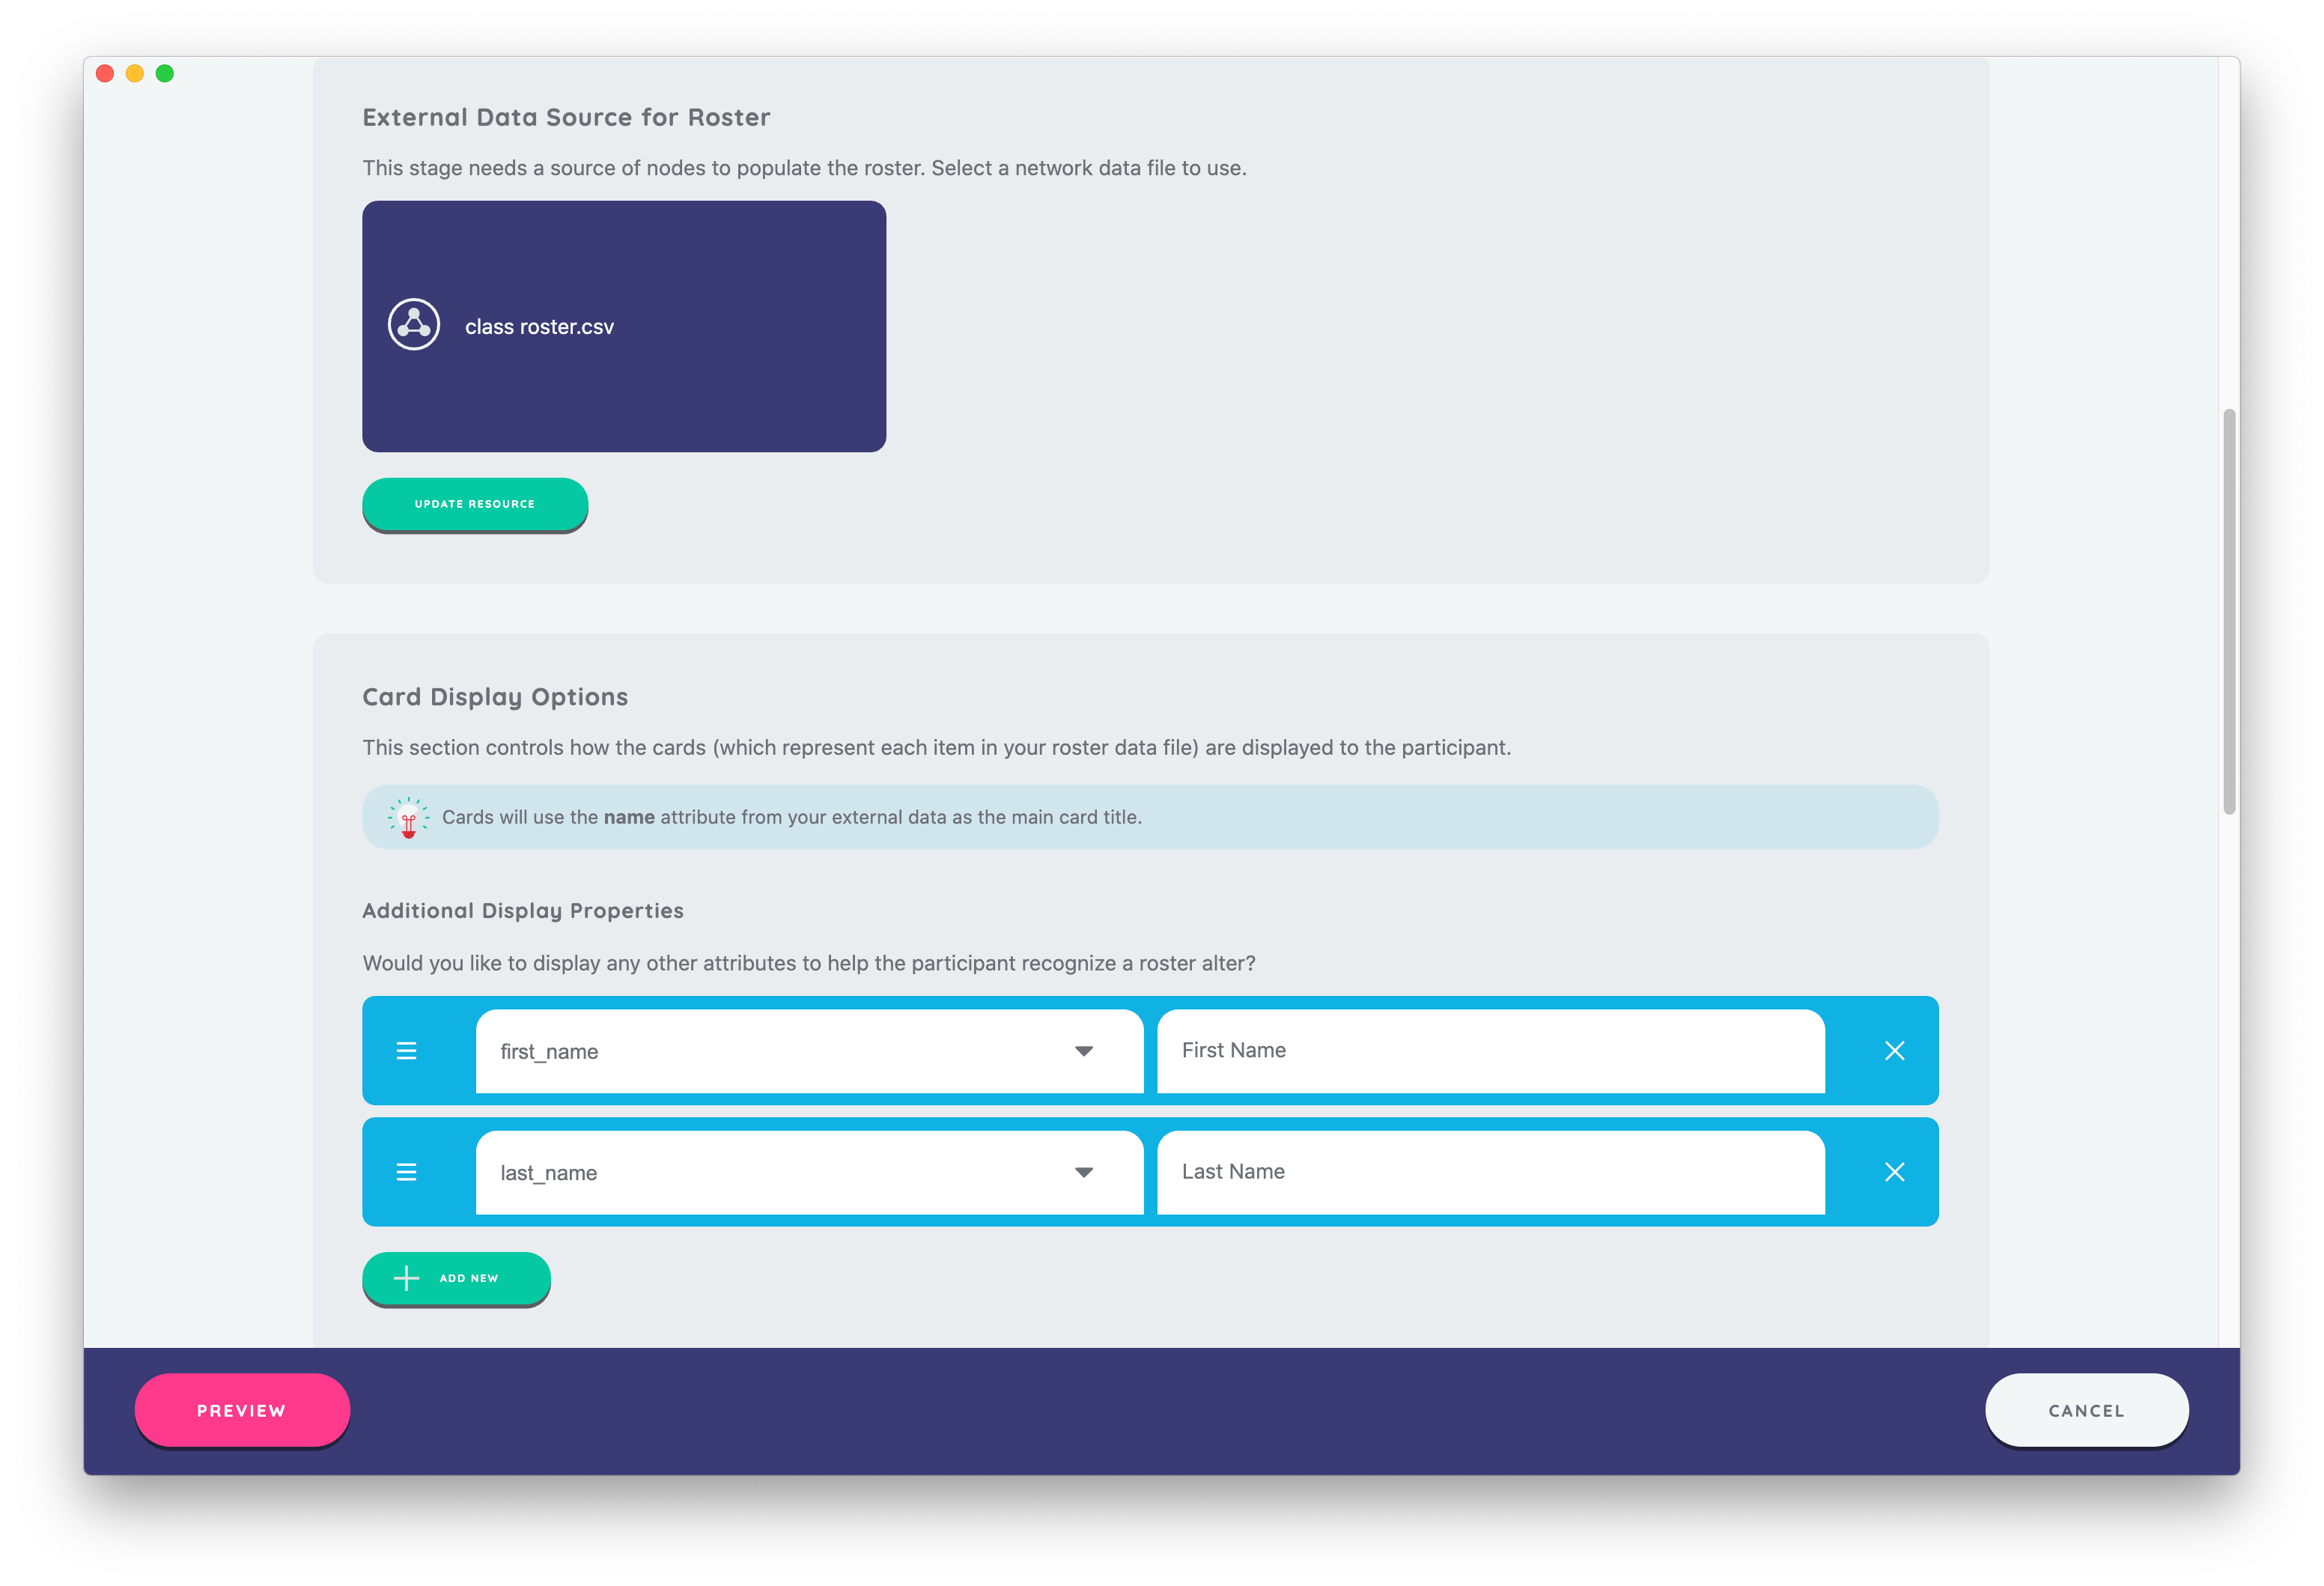 External Data Source for Roster
This stage needs a source of nodes to populate the roster. Select a network data file to use.
class roster.csv
UPDATE RESOURCE
Card Display Options
This section controls how the cards (which represent each item in your roster data file) are displayed to the participant.
Cards will use the name attribute from your external data as the main card title.
Additional Display Properties
Would you like to display any other attributes to help the participant recognize a roster alter?
first_name
First Name
last_name
Last Name
ADD NEW
PREVIEW
CANCEL